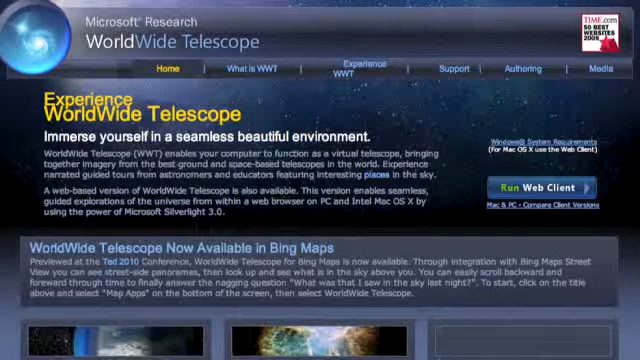 Microsoft® Research
WorldWide Telescope
TIME.com
50 BEST
WEBSITES
2009
Home | What is WWT | Experience WWT | Support | Authoring | Media
Experience
WorldWide Telescope
Immerse yourself in a seamless beautiful environment.
WorldWide Telescope (WWT) enables your computer to function as a virtual telescope, bringing
together imagery from the best ground and space-based telescopes in the world. Experience
narrated guided tours from astronomers and educators featuring interesting places in the sky.
A web-based version of WorldWide Telescope is also available. This version enables seamless,
guided explorations of the universe from within a web browser on PC and Intel Mac OS X by
using the power of Microsoft Silverlight 3.0.
Windows® System Requirements
(For Mac OS X use the Web Client)
Run Web Client
Mac & PC - Compare Client Versions
WorldWide Telescope Now Available in Bing Maps
Previewed at the Ted 2010 Conference, WorldWide Telescope for Bing Maps is now available. Through integration with Bing Maps Street
View you can see street-side panoramas, then look up and see what is in the sky above you. You can easily scroll backward and
forward through time to finally answer the nagging question "What was that I saw in the sky last night?". To start, click on the title
above and select "Map Apps" on the bottom of the screen, then select WorldWide Telescope.